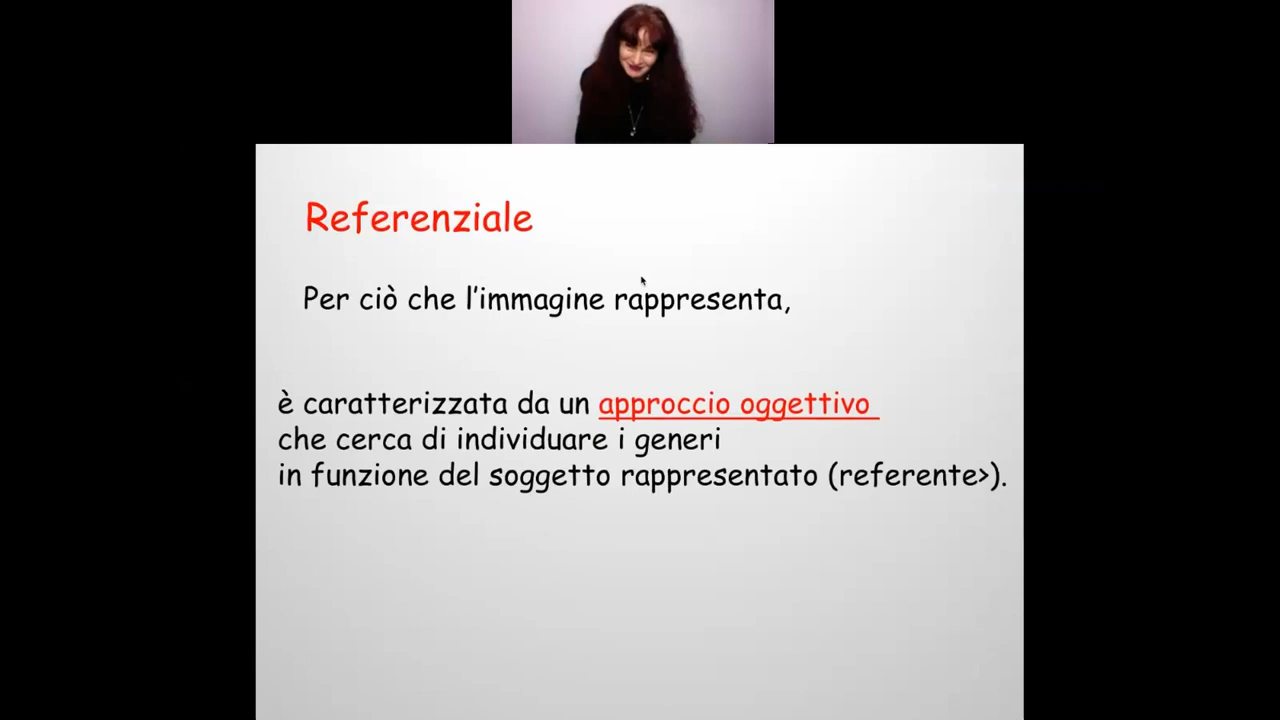 Referenziale
Per ciò che l'immagine rappresenta,
è caratterizzata da un approccio oggettivo
che cerca di individuare i generi
in funzione del soggetto rappresentato (referente>).